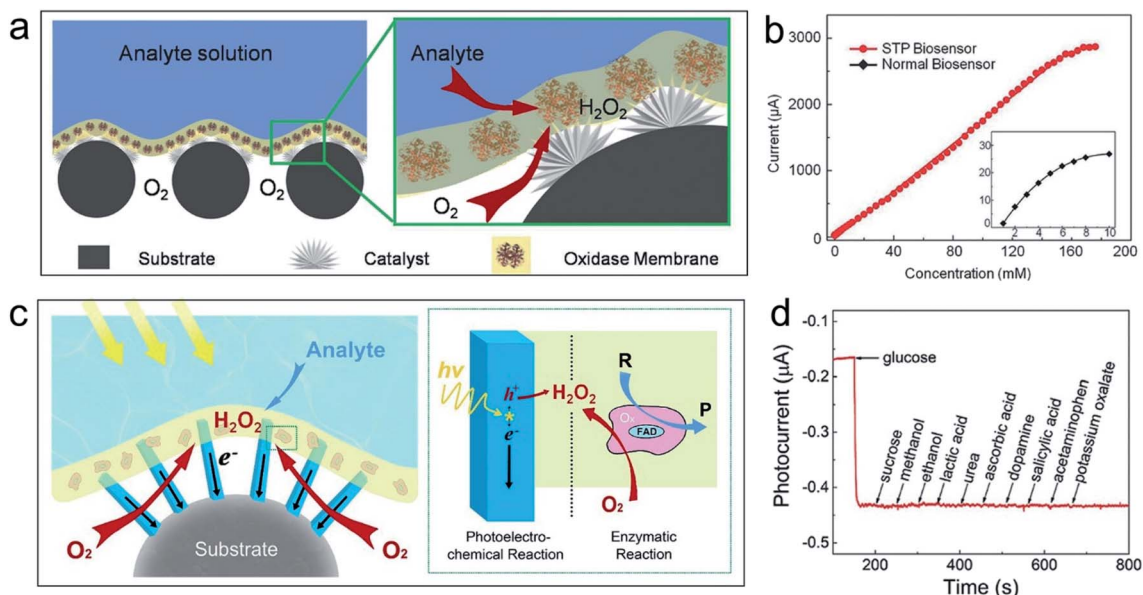 a
Analyte solution
O₂
O₂
Analyte
H₂O₂
O₂
Substrate
Catalyst
Oxidase Membrane
b
3000
2000
1000
0
Current (µA)
STP Biosensor
Normal Biosensor
30
20
10
0
2 4 6 8 10
0 40 80 120 160 200
Concentration (mM)
c
Analyte
H₂O₂
e⁻
O₂
O₂
Substrate
hv
h⁺
*
e⁻
H₂O₂
R
P
FAD
O₂
Photoelectro-
chemical Reaction
Enzymatic
Reaction
d
-0.1
-0.2
-0.3
-0.4
-0.5
Photocurrent (µA)
glucose
sucrose
methanol
ethanol
lactic acid
urea
ascorbic acid
dopamine
salicylic acid
acetaminophen
potassium oxalate
200 400 600 800
Time (s)